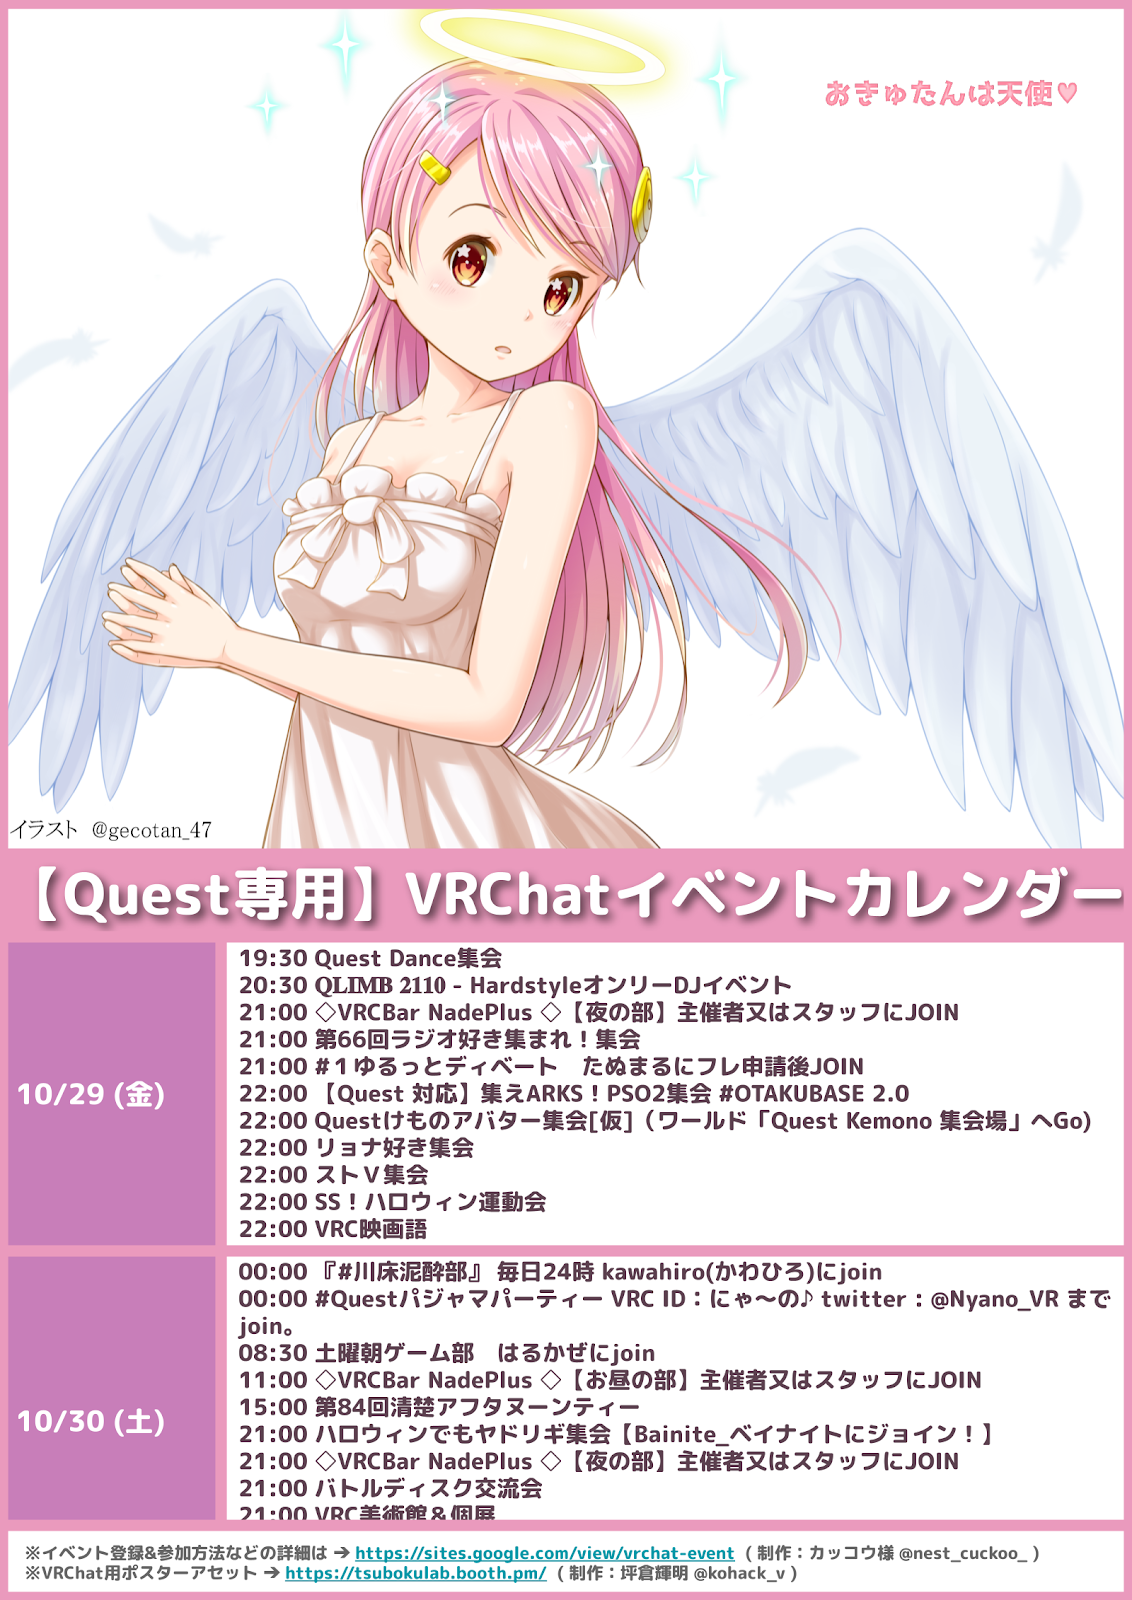 おきゅたんは天使♥
イラスト @gecotan_47
【Quest専用】VRChatイベントカレンダー
10/29 (金)
19:30 Quest Dance集会
20:30 QLIMB 2110 - HardstyleオンリーDJイベント
21:00 ◇VRCBar NadePlus ◇【夜の部】主催者又はスタッフにJOIN
21:00 第66回ラジオ好き集まれ！集会
21:00 #１ゆるっとディベート　たぬまるにフレ申請後JOIN
22:00 【Quest 対応】集えARKS！PSO2集会 #OTAKUBASE 2.0
22:00 Questけものアバター集会[仮]（ワールド「Quest Kemono 集会場」へGo)
22:00 リョナ好き集会
22:00 ストＶ集会
22:00 SS！ハロウィン運動会
22:00 VRC映画語
10/30 (土)
00:00 『#川床泥酔部』 毎日24時 kawahiro(かわひろ)にjoin
00:00 #Questパジャマパーティー VRC ID：にゃ～の♪ twitter : @Nyano_VR まで
join。
08:30 土曜朝ゲーム部　はるかぜにjoin
11:00 ◇VRCBar NadePlus ◇【お昼の部】主催者又はスタッフにJOIN
15:00 第84回清楚アフタヌーンティー
21:00 ハロウィンでもヤドリギ集会【Bainite_ベイナイトにジョイン！】
21:00 ◇VRCBar NadePlus ◇【夜の部】主催者又はスタッフにJOIN
21:00 バトルディスク交流会
21:00 VRC美術館＆個展
※イベント登録&参加方法などの詳細は ➔ https://sites.google.com/view/vrchat-event ( 制作：カッコウ様 @nest_cuckoo_ )
※VRChat用ポスターアセット ➔ https://tsubokulab.booth.pm/ ( 制作：坪倉輝明 @kohack_v )